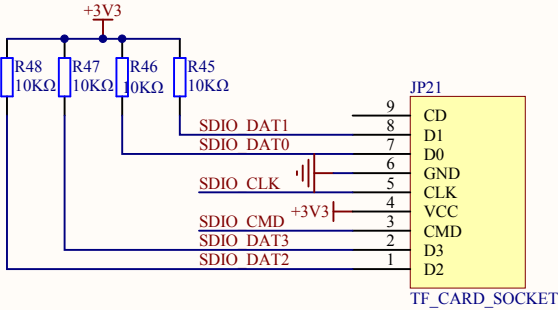 +3V3
R48 R47 R46 R45
10KΩ 10KΩ 10KΩ 10KΩ
JP21
9 CD
SDIO_DAT1 8 D1
SDIO_DAT0 7 D0
6 GND
SDIO_CLK 5 CLK
+3V3 4 VCC
SDIO_CMD 3 CMD
SDIO_DAT3 2 D3
SDIO_DAT2 1 D2
TF_CARD_SOCKET